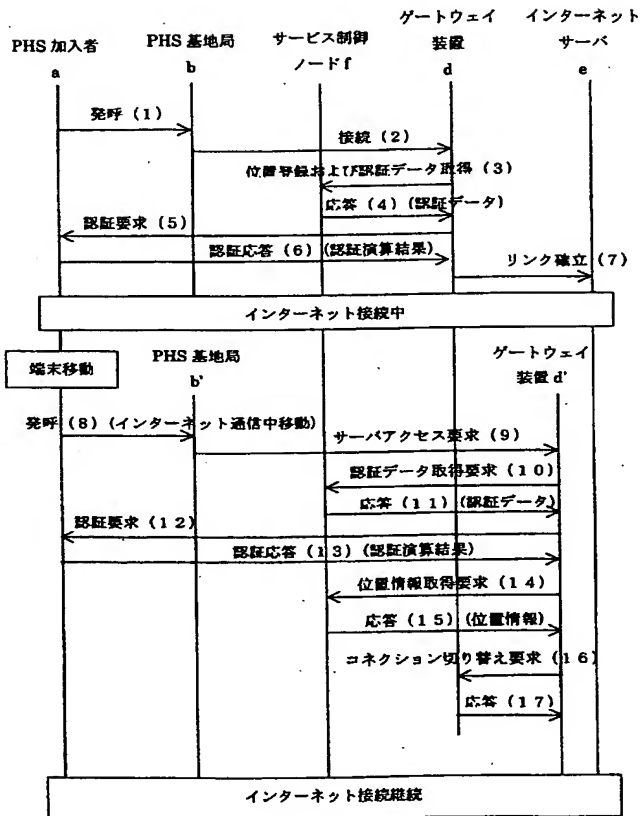 PHS 加入者
a
PHS 基地局
b
サービス制御
ノード f
ゲートウェイ
装置
d
インターネット
サーバ
e
発呼(1)
接続(2)
位置登録および認証データ取得(3)
応答(4)(認証データ)
認証要求(5)
認証応答(6)(認証演算結果)
リンク確立(7)
インターネット接続中
端末移動
PHS 基地局
b'
ゲートウェイ
装置 d'
発呼(8)(インターネット通信中移動)
サーバアクセス要求(9)
認証データ取得要求(10)
応答(11)(認証データ)
認証要求(12)
認証応答(13)(認証演算結果)
位置情報取得要求(14)
応答(15)(位置情報)
コネクション切り替え要求(16)
応答(17)
インターネット接続継続